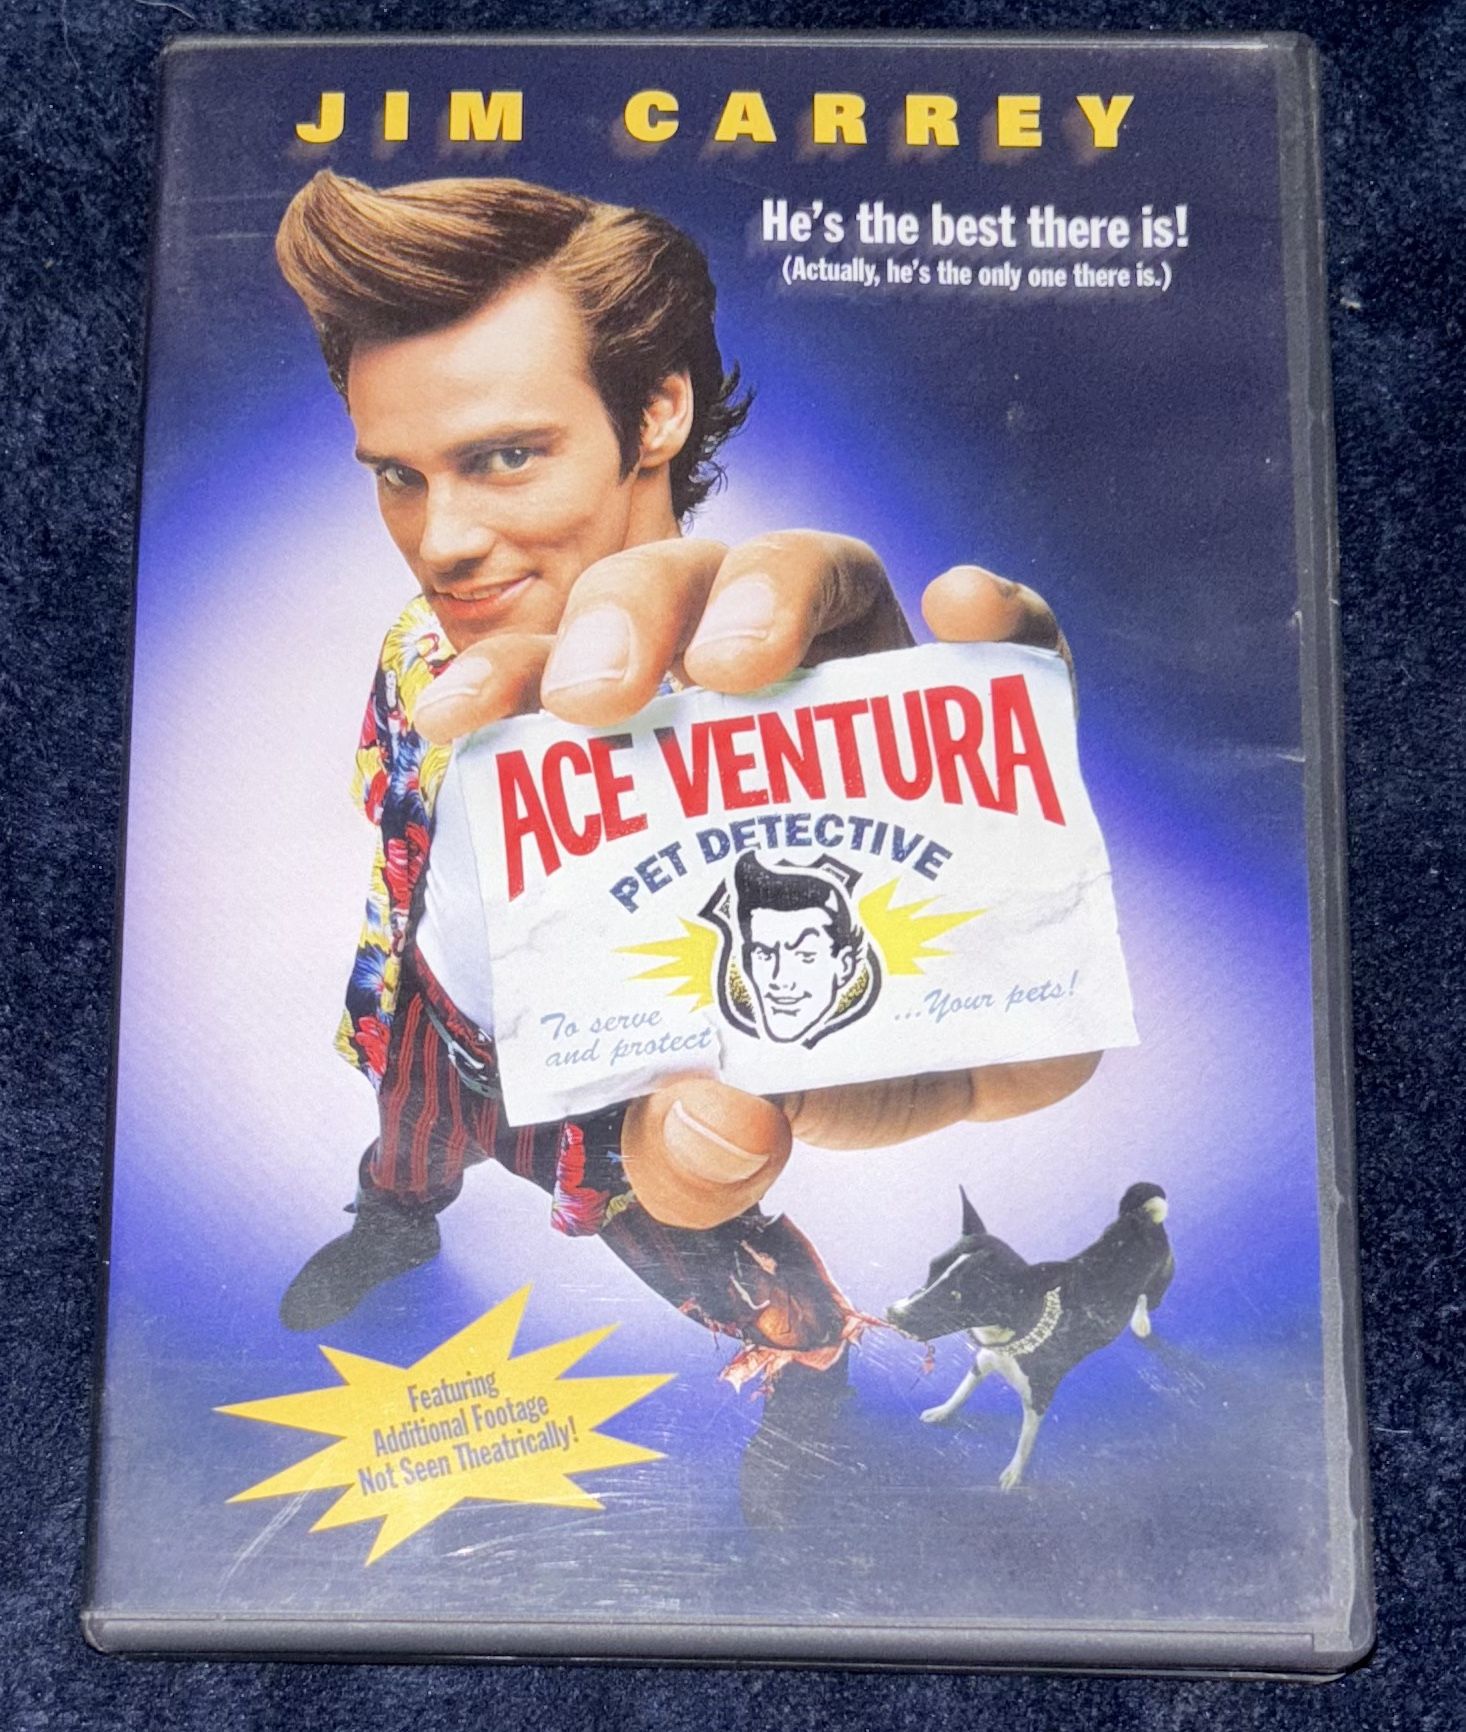 JIM CARREY
He's the best there is!
(Actually, he's the only one there is.)
ACE VENTURA
PET DETECTIVE
To serve
and protect
...Your pets!
Featuring
Additional Footage
Not Seen Theatrically!